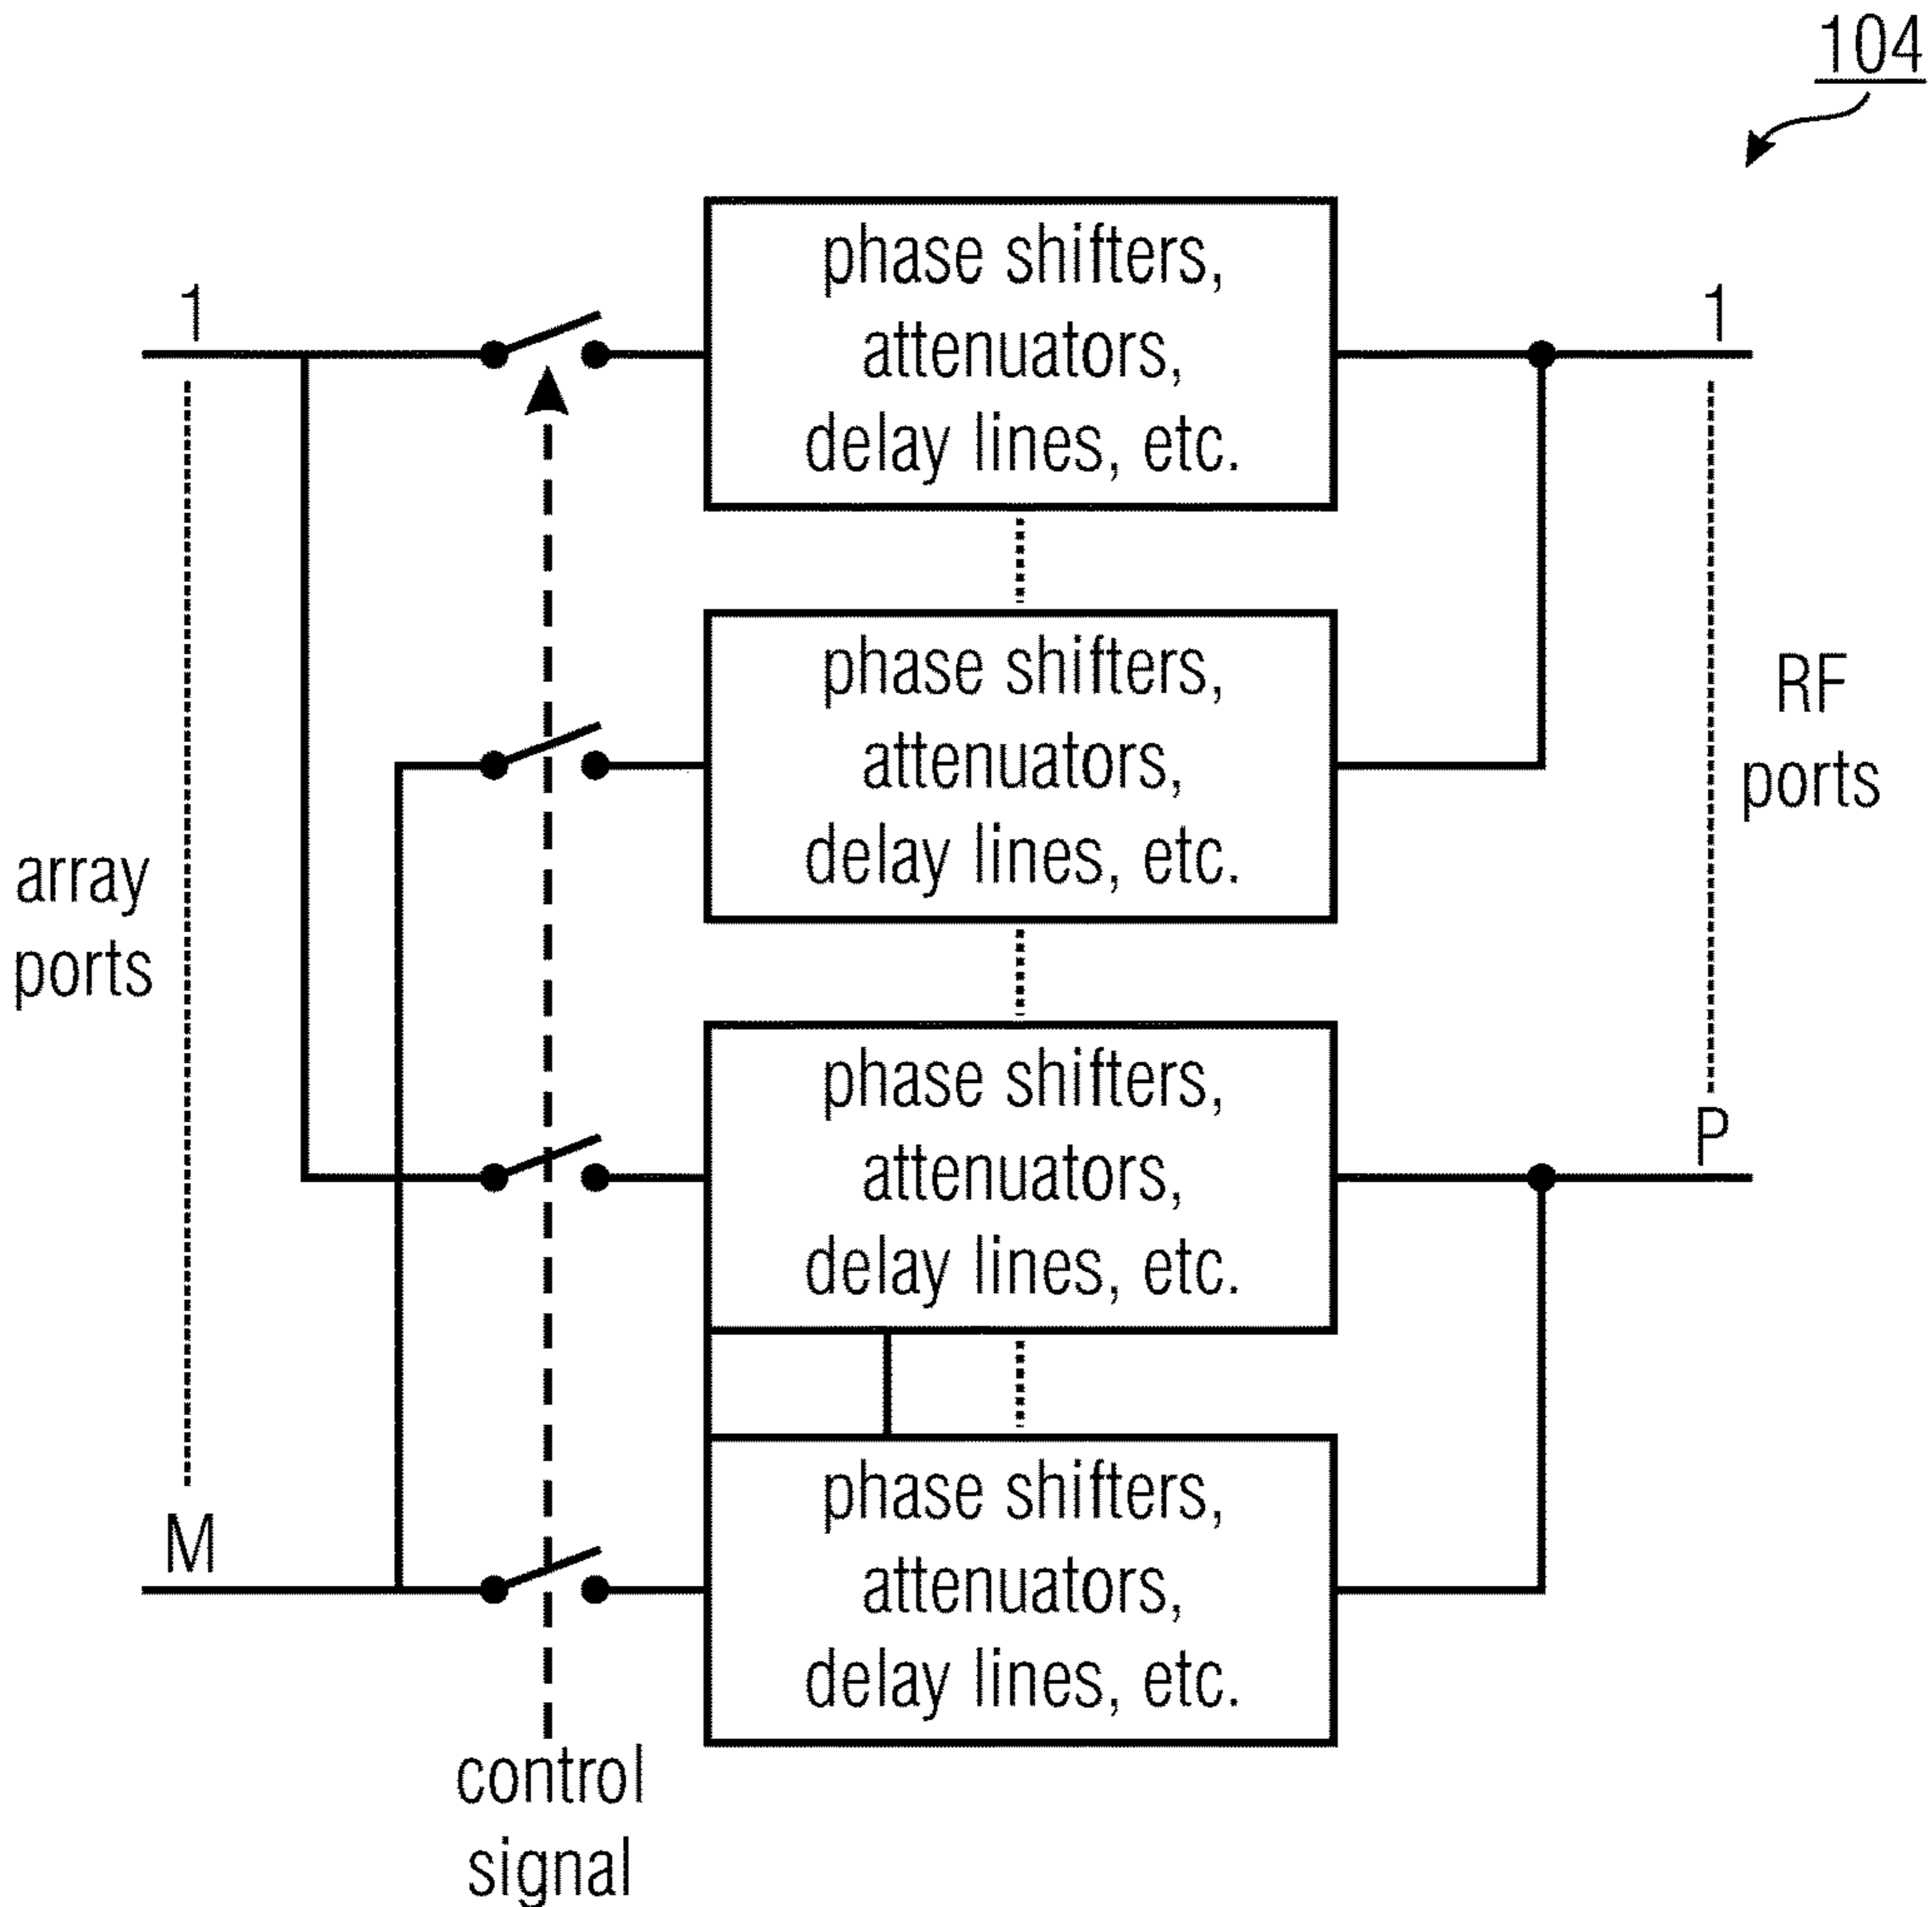 104
phase shifters,
attenuators,
delay lines, etc.
1
1
phase shifters,
attenuators,
delay lines, etc.
RF
ports
array
ports
phase shifters,
attenuators,
delay lines, etc.
P
phase shifters,
attenuators,
delay lines, etc.
M
control
signal